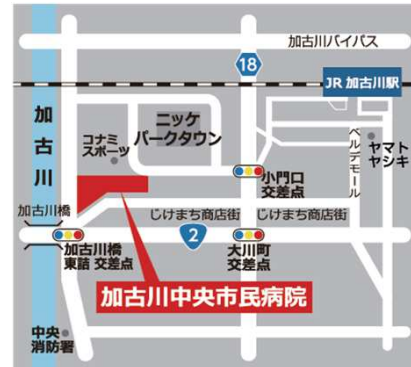 加古川バイパス
18
JR 加古川駅
加古川
ニッケ
パークタウン
コナミ
スポーツ
ベルデモール
ヤマト
ヤシキ
小門口
交差点
加古川橋
じけまち商店街
じけまち商店街
2
加古川橋
東詰 交差点
大川町
交差点
加古川中央市民病院
中央
消防署